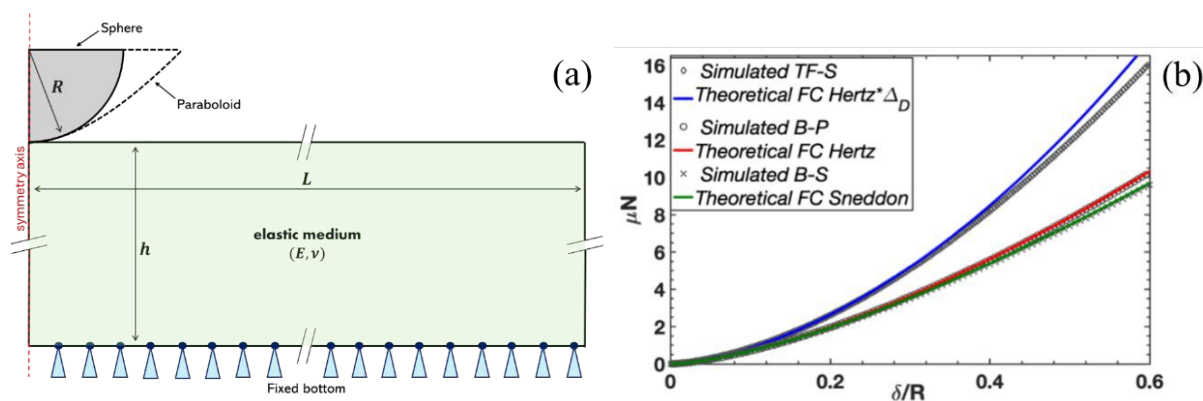 Sphere
(a)
R
Paraboloid
symmetry axis
L
h
elastic medium
(E, ν)
Fixed bottom
(b)
16
14
12
10
8
6
4
2
0
μN
Simulated TF-S
Theoretical FC Hertz*Δ_D
Simulated B-P
Theoretical FC Hertz
Simulated B-S
Theoretical FC Sneddon
0
0.2
0.4
0.6
δ/R